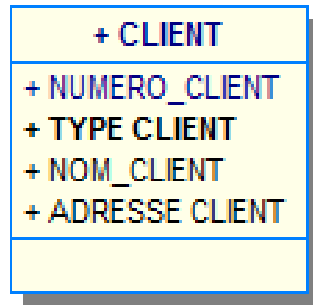 + CLIENT
+ NUMERO_CLIENT
+ TYPE CLIENT
+ NOM_CLIENT
+ ADRESSE CLIENT